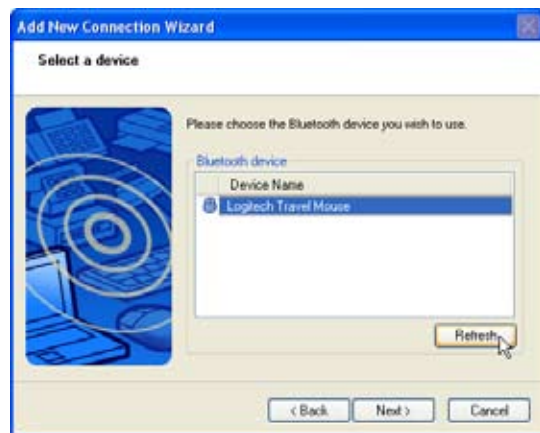 Add New Connection Wizard
Select a device
Please choose the Bluetooth device you wish to use.
Bluetooth device
Device Name
Logitech Travel Mouse
Refresh
< Back
Next >
Cancel